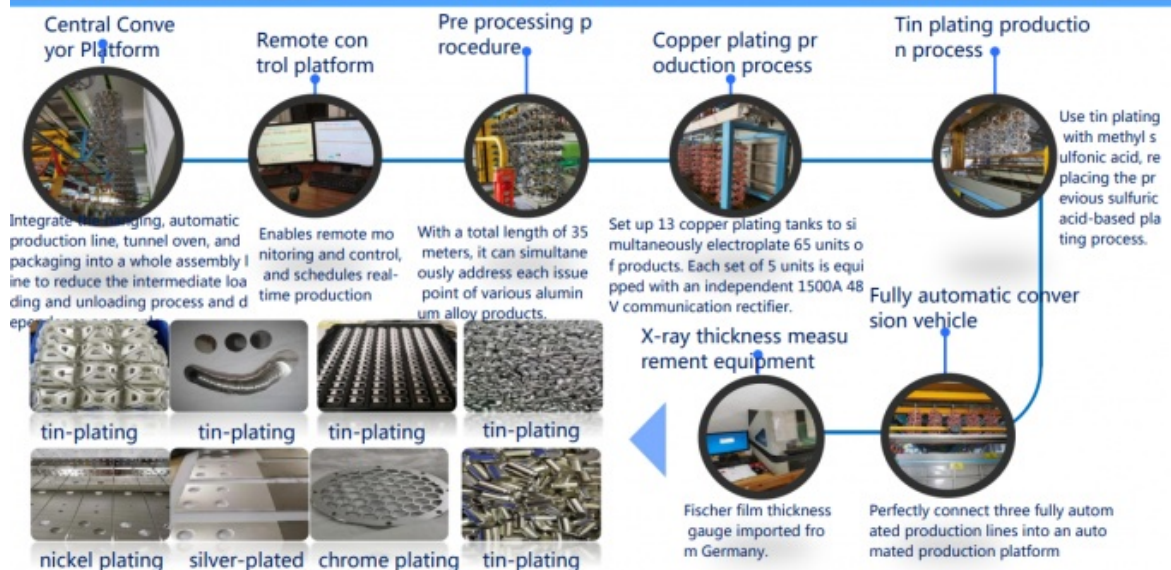 Central Conve
yor Platform
Integrate the hanging, automatic
production line, tunnel oven, and
packaging into a whole assembly l
ine to reduce the intermediate loa
ding and unloading process and d
Remote con
trol platform
Enables remote mo
nitoring and control,
and schedules real-
time production
Pre processing p
rocedure
With a total length of 35
meters, it can simultane
ously address each issue
point of various alumin
um alloy products.
Copper plating pr
oduction process
Set up 13 copper plating tanks to si
multaneously electroplate 65 units o
f products. Each set of 5 units is equi
pped with an independent 1500A 48
V communication rectifier.
Tin plating productio
n process
Use tin plating
with methyl s
ulfonic acid, re
placing the pr
evious sulfuric
acid-based pla
ting process.
Fully automatic conver
sion vehicle
Perfectly connect three fully autom
ated production lines into an auto
mated production platform
X-ray thickness measu
rement equipment
Fischer film thickness
gauge imported fro
m Germany.
tin-plating
tin-plating
tin-plating
tin-plating
nickel plating
silver-plated
chrome plating
tin-plating